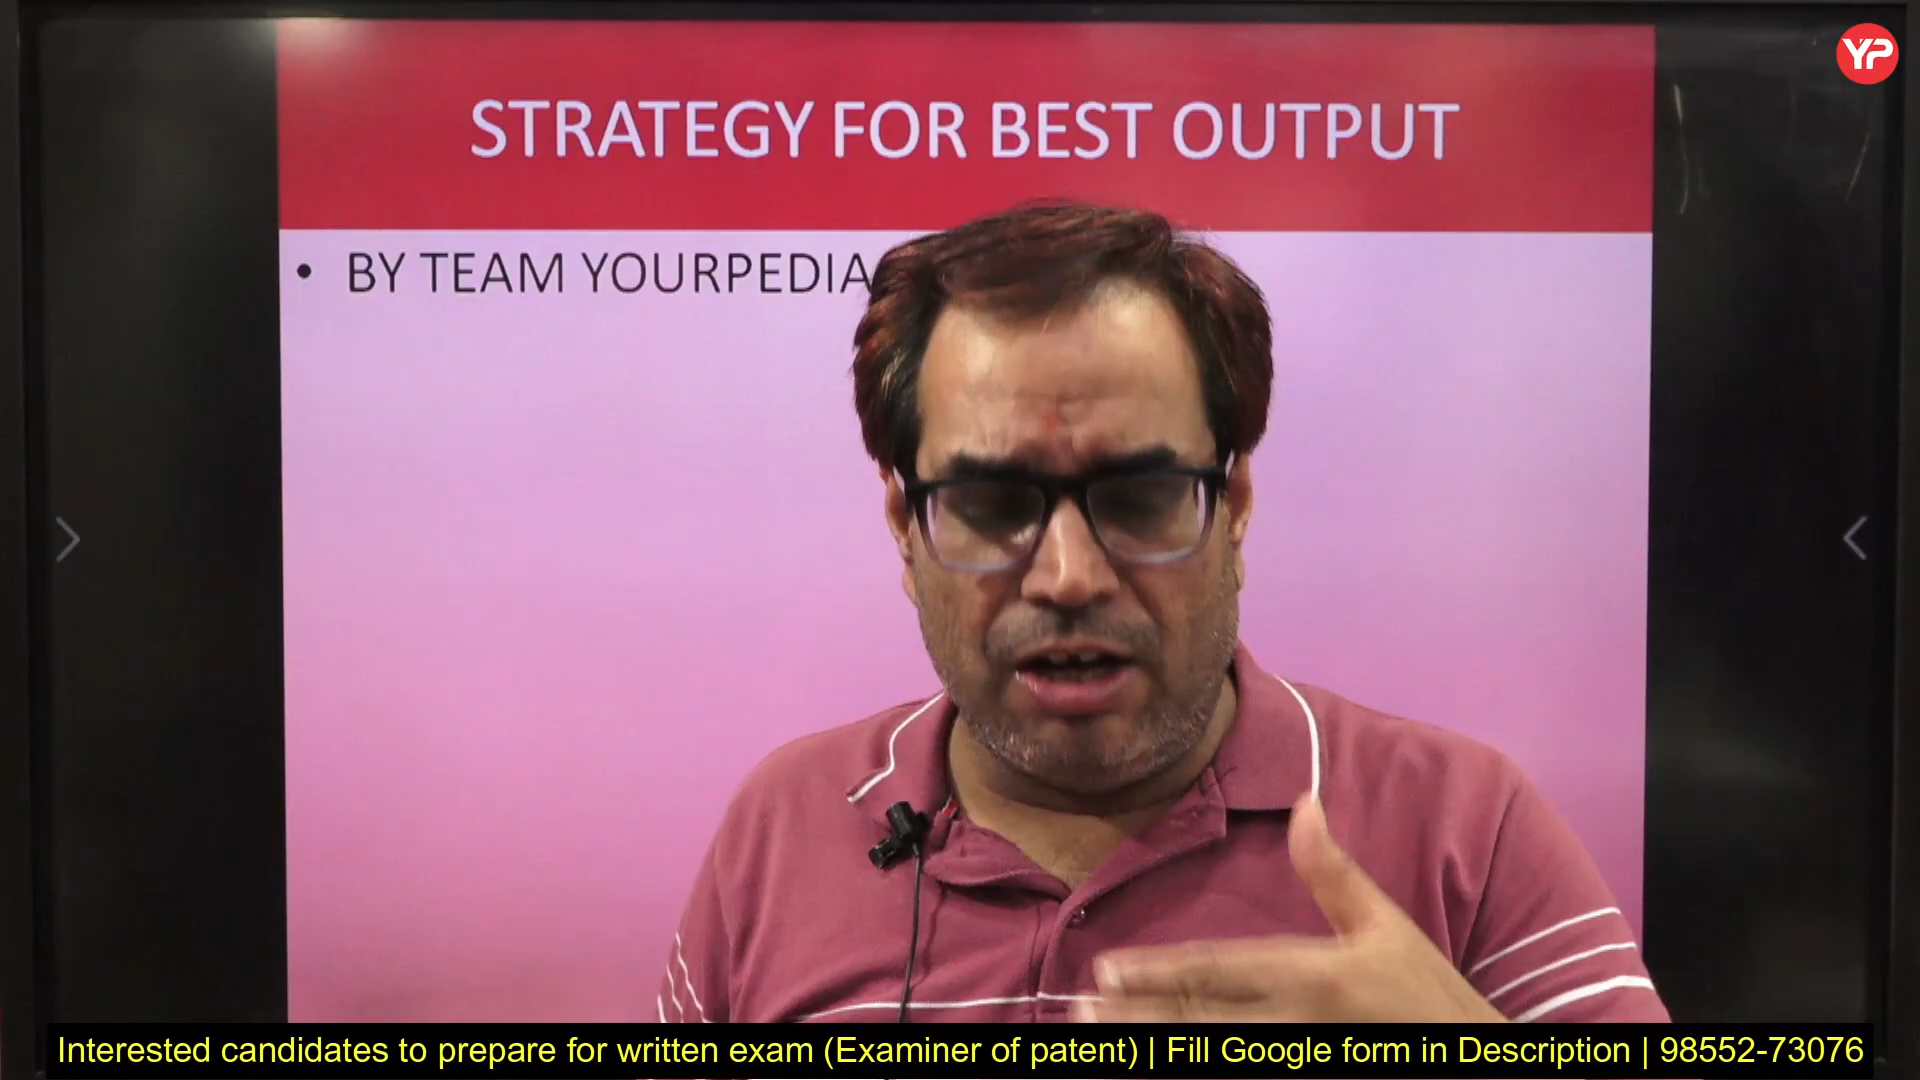 YP
STRATEGY FOR BEST OUTPUT
• BY TEAM YOURPEDIA
Interested candidates to prepare for written exam (Examiner of patent) | Fill Google form in Description | 98552-73076